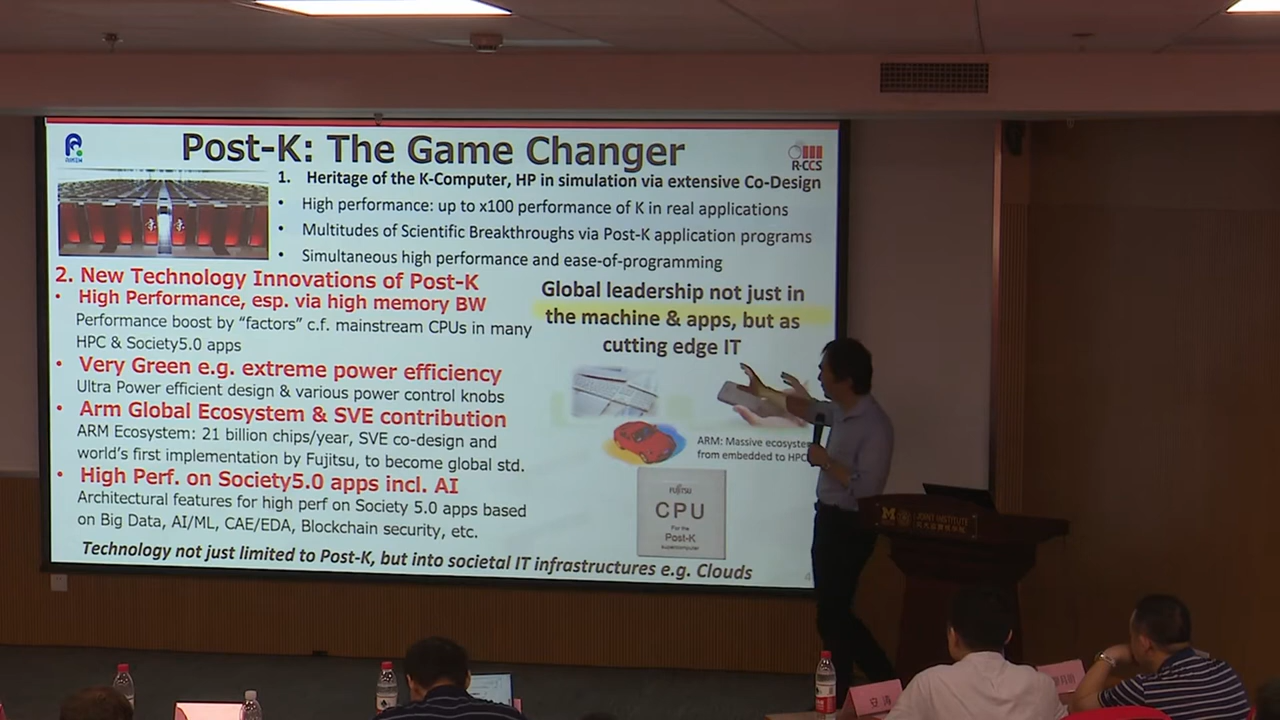 Post-K: The Game Changer
RIKEN
R-CCS
1. Heritage of the K-Computer, HP in simulation via extensive Co-Design
• High performance: up to x100 performance of K in real applications
• Multitudes of Scientific Breakthroughs via Post-K application programs
• Simultaneous high performance and ease-of-programming
2. New Technology Innovations of Post-K
• High Performance, esp. via high memory BW
Performance boost by “factors” c.f. mainstream CPUs in many
HPC & Society5.0 apps
• Very Green e.g. extreme power efficiency
Ultra Power efficient design & various power control knobs
• Arm Global Ecosystem & SVE contribution
ARM Ecosystem: 21 billion chips/year, SVE co-design and
world’s first implementation by Fujitsu, to become global std.
• High Perf. on Society5.0 apps incl. AI
Architectural features for high perf on Society 5.0 apps based
on Big Data, AI/ML, CAE/EDA, Blockchain security, etc.
Global leadership not just in
the machine & apps, but as
cutting edge IT
ARM: Massive ecosystem
from embedded to HPC
FUJITSU
CPU
For the
Post-K
supercomputer
Technology not just limited to Post-K, but into societal IT infrastructures e.g. Clouds
4
M
JOINT INSTITUTE
安涛